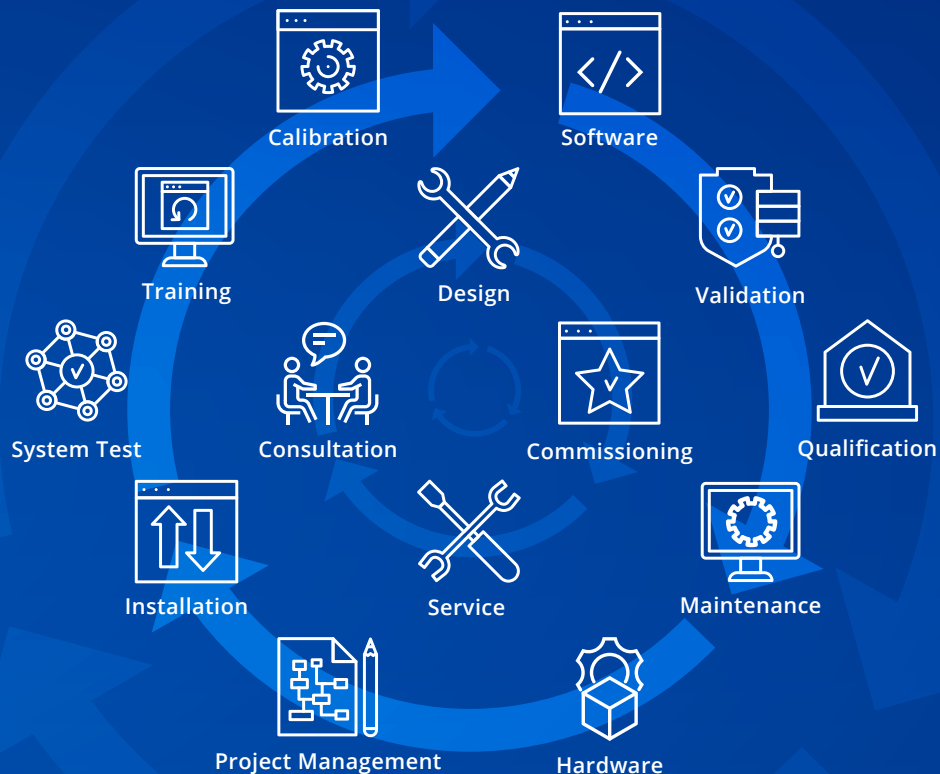 Calibration
Software
Training
Design
Validation
System Test
Consultation
Commissioning
Qualification
Installation
Service
Maintenance
Project Management
Hardware